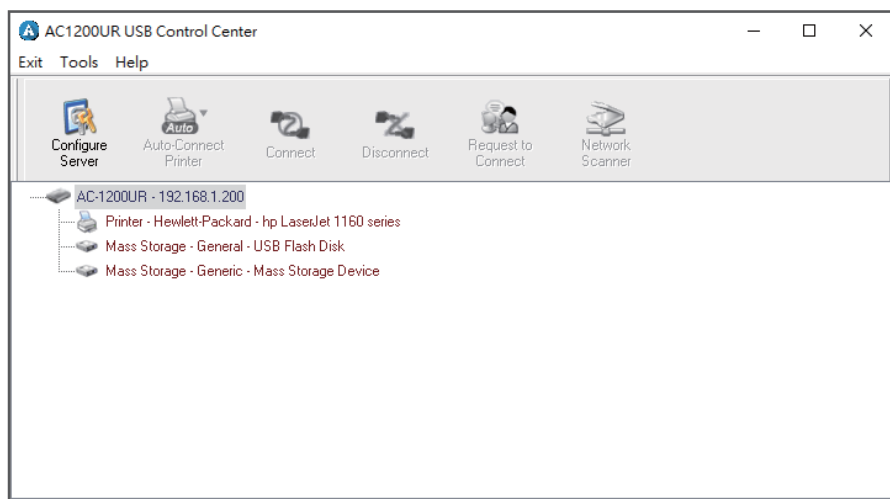 AC1200UR USB Control Center
Exit Tools Help
Auto
Configure Server
Auto-Connect Printer
Connect
Disconnect
Request to Connect
Network Scanner
AC-1200UR - 192.168.1.200
Printer - Hewlett-Packard - hp LaserJet 1160 series
Mass Storage - General - USB Flash Disk
Mass Storage - Generic - Mass Storage Device